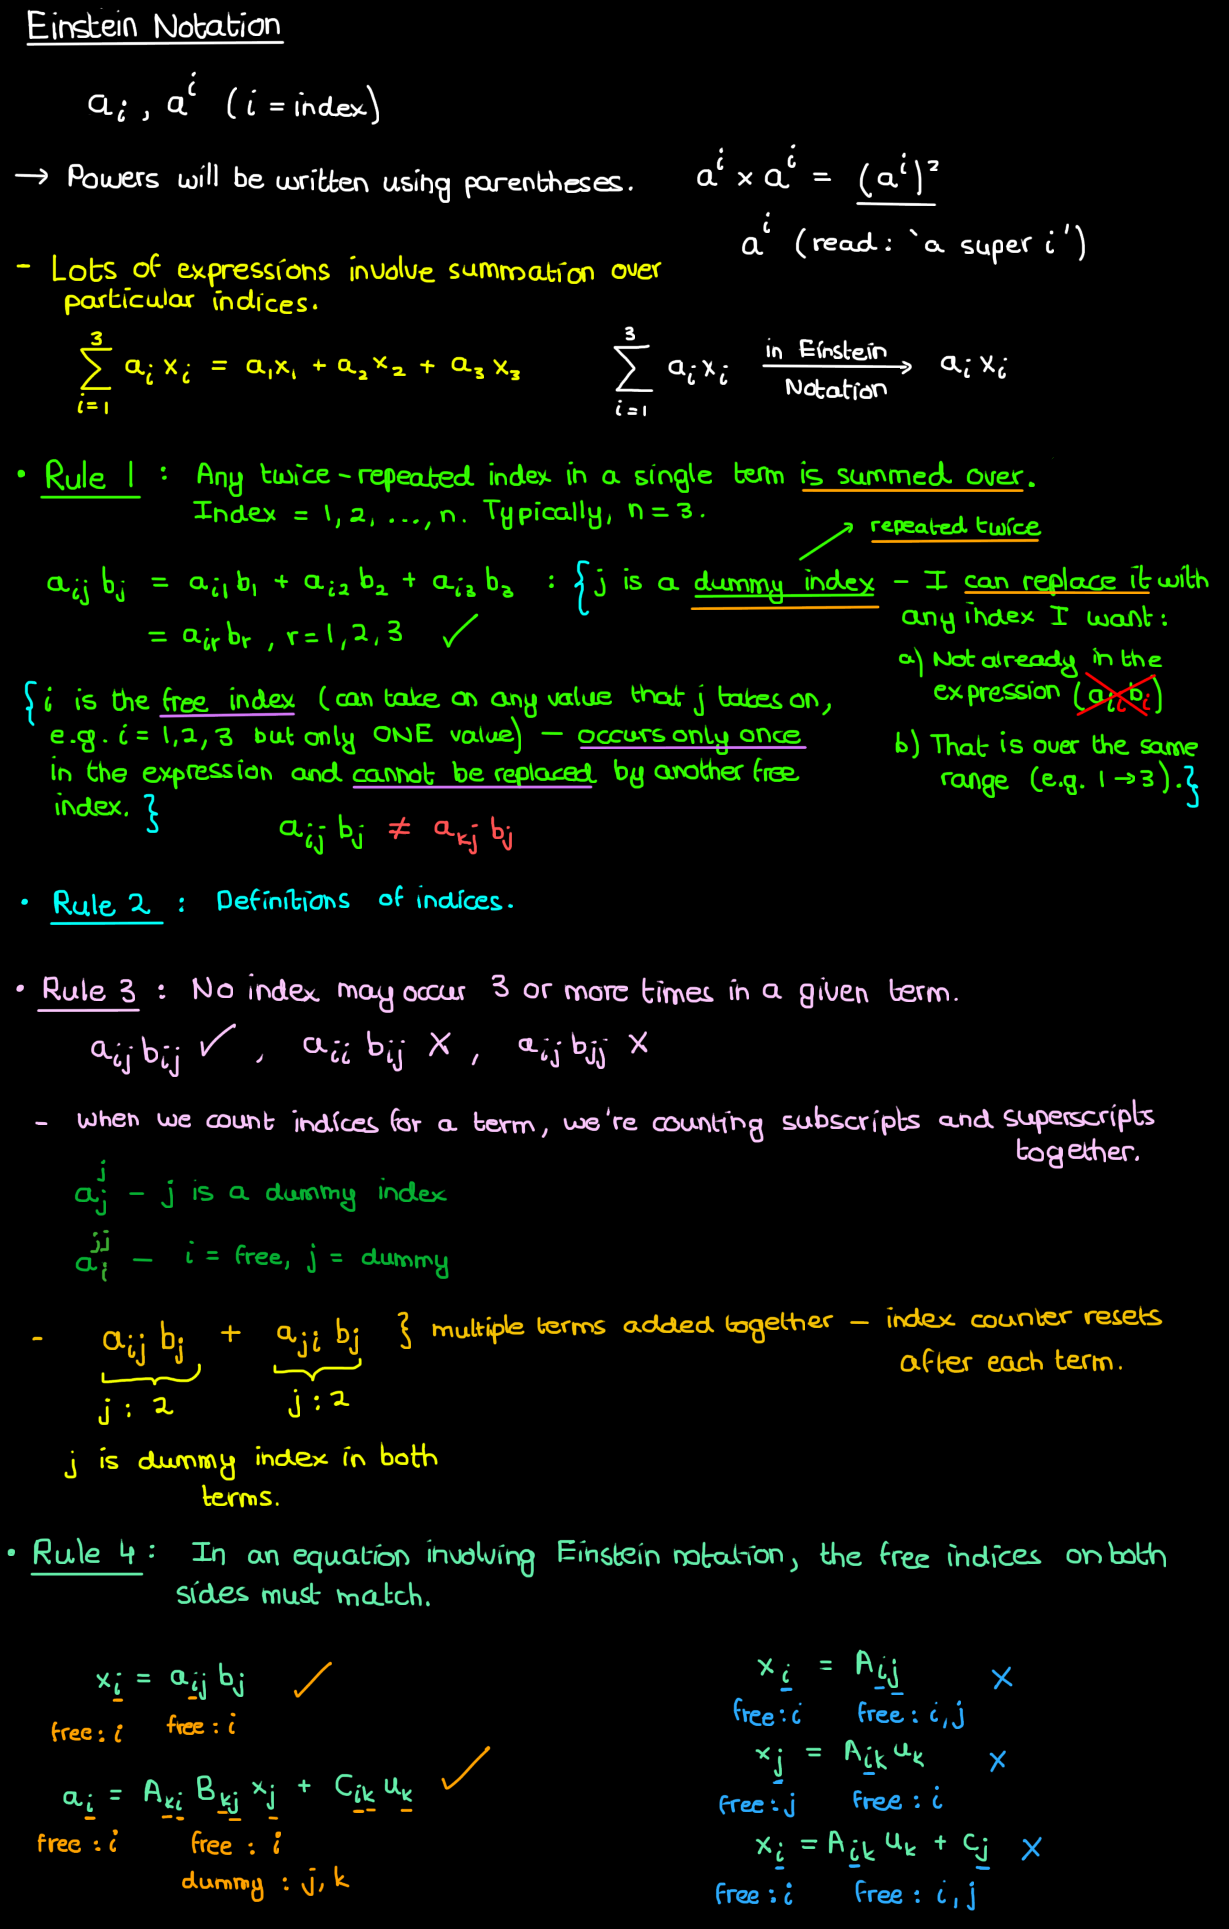 Einstein Notation
aᵢ , aⁱ (i = index)
→ Powers will be written using parentheses. aⁱ × aⁱ = (aⁱ)²
aⁱ (read: `a super i')
- Lots of expressions involve summation over
particular indices.
∑_{i=1}^{3} a_i x_i = a_1x_1 + a_2x_2 + a_3x_3
∑_{i=1}^{3} a_i x_i in Einstein Notation → a_i x_i
• Rule 1 : Any twice-repeated index in a single term is summed over.
Index = 1, 2, ..., n. Typically, n = 3.
repeated twice
a_{ij} b_j = a_{i1} b_1 + a_{i2} b_2 + a_{i3} b_3 : {j is a dummy index - I can replace it with
any index I want:
= a_{ir} b_r , r = 1, 2, 3 ✓
a) Not already in the
expression (a_{ii} b_i)
b) That is over the same
range (e.g. 1→3).}
{i is the free index (can take on any value that j takes on,
e.g. i = 1,2,3 but only ONE value) - occurs only once
in the expression and cannot be replaced by another free
index. }
a_{ij} b_j ≠ a_{kj} b_j
• Rule 2 : Definitions of indices.
• Rule 3 : No index may occur 3 or more times in a given term.
a_{ij} b_{ij} ✓ , a_{ii} b_{ij} X , a_{ij} b_{jj} X
- When we count indices for a term, we're counting subscripts and superscripts
together.
a_j^j - j is a dummy index
a_i^{jj} - i = free, j = dummy
- a_{ij} b_j + a_{ji} b_j } multiple terms added together - index counter resets
after each term.
j : 2 j : 2
j is dummy index in both
terms.
• Rule 4 : In an equation involving Einstein notation, the free indices on both
sides must match.
x_i = a_{ij} b_j ✓
free : i free : i
a_i = A_{ki} B_{kj} x_j + C_{ik} u_k ✓
free : i free : i
dummy : j, k
x_i = A_{ij} X
free : i free : i, j
x_j = A_{ik} u_k X
free : j free : i
x_i = A_{ik} u_k + c_j X
free : i free : i, j